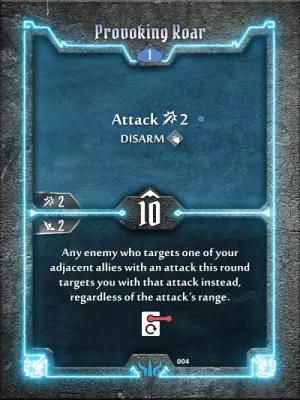 Provoking Roar
1
Attack 2
DISARM
2
10
2
Any enemy who targets one of your
adjacent allies with an attack this round
targets you with that attack instead,
regardless of the attack's range.
004